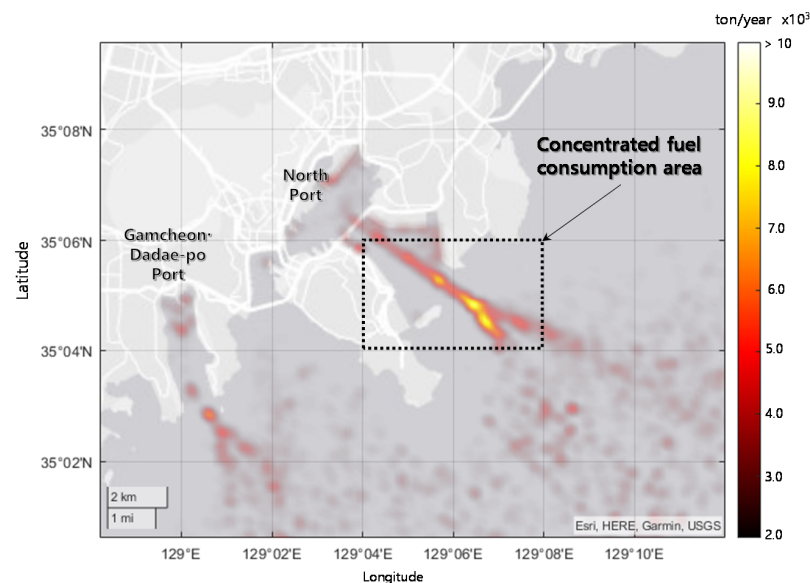 ton/year x10³
> 10
9.0
8.0
7.0
6.0
5.0
4.0
3.0
2.0
Concentrated fuel
consumption area
North
Port
Gamcheon·
Dadae-po
Port
Latitude
35°08'N
35°06'N
35°04'N
35°02'N
2 km
1 mi
Esri, HERE, Garmin, USGS
129°E
129°02'E
129°04'E
129°06'E
129°08'E
129°10'E
Longitude